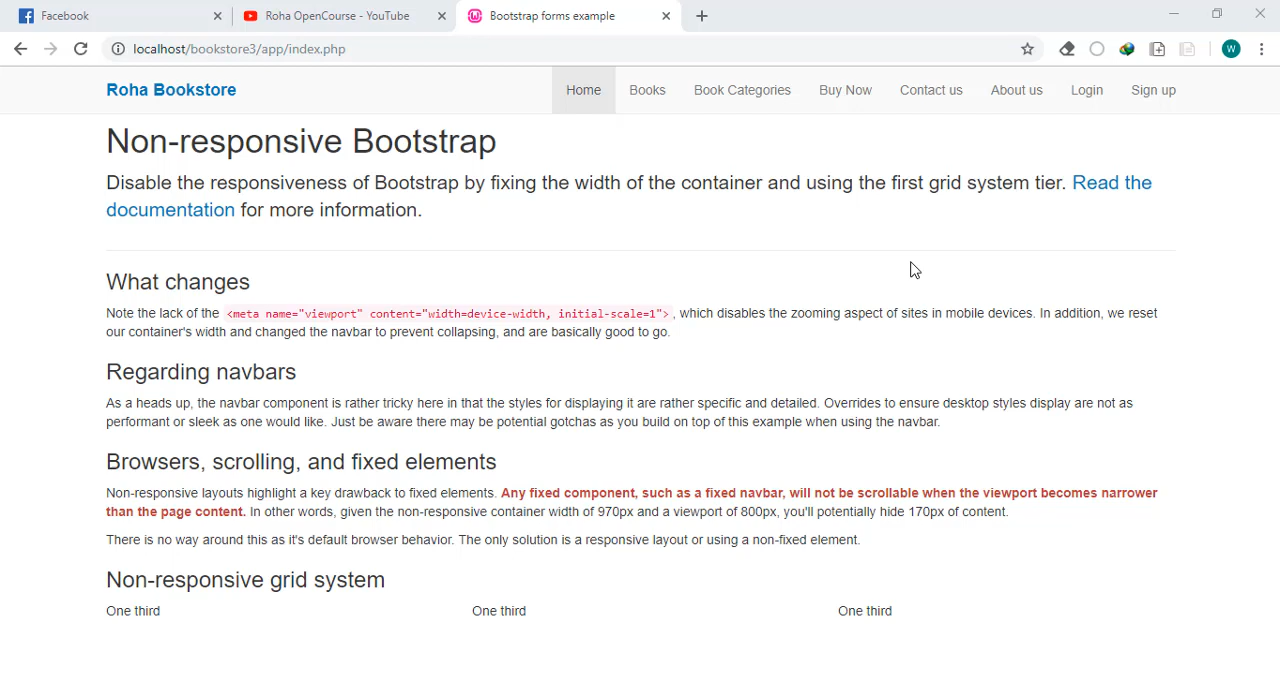 Facebook
Roha OpenCourse - YouTube
Bootstrap forms example
localhost/bookstore3/app/index.php
W
Roha Bookstore
Home
Books
Book Categories
Buy Now
Contact us
About us
Login
Sign up
Non-responsive Bootstrap
Disable the responsiveness of Bootstrap by fixing the width of the container and using the first grid system tier. Read the
documentation for more information.
What changes
Note the lack of the <meta name="viewport" content="width=device-width, initial-scale=1">, which disables the zooming aspect of sites in mobile devices. In addition, we reset
our container's width and changed the navbar to prevent collapsing, and are basically good to go.
Regarding navbars
As a heads up, the navbar component is rather tricky here in that the styles for displaying it are rather specific and detailed. Overrides to ensure desktop styles display are not as
performant or sleek as one would like. Just be aware there may be potential gotchas as you build on top of this example when using the navbar.
Browsers, scrolling, and fixed elements
Non-responsive layouts highlight a key drawback to fixed elements. Any fixed component, such as a fixed navbar, will not be scrollable when the viewport becomes narrower
than the page content. In other words, given the non-responsive container width of 970px and a viewport of 800px, you'll potentially hide 170px of content.
There is no way around this as it's default browser behavior. The only solution is a responsive layout or using a non-fixed element.
Non-responsive grid system
One third
One third
One third